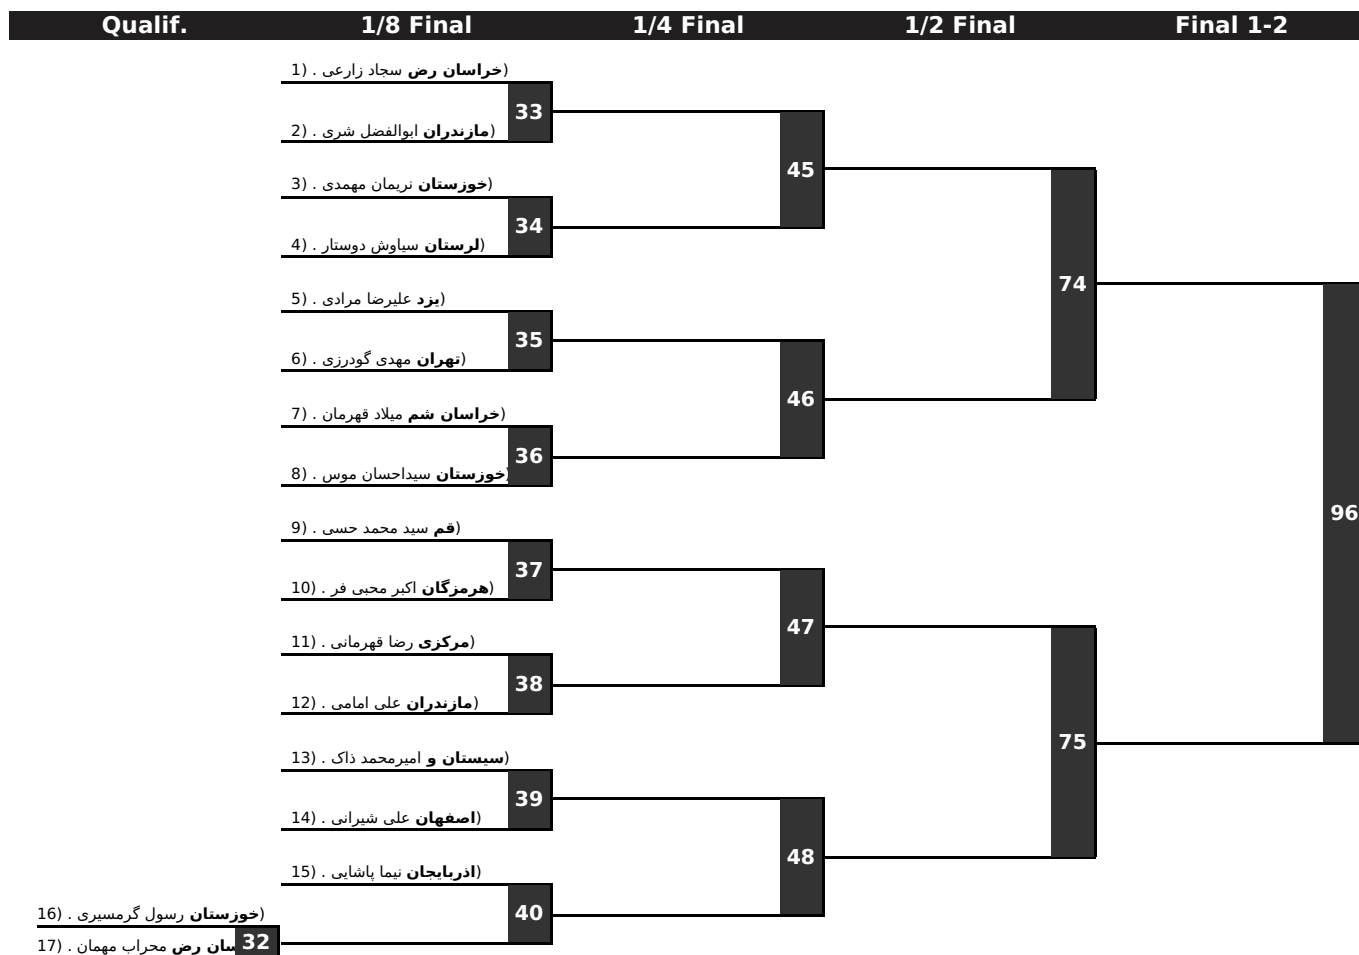 Qualif. 1/8 Final 1/4 Final 1/2 Final Final 1-2
1) . سجاد زارعی خراسان رض)
33
2) . ابوالفضل شری مازندران)
45
3) . نریمان مهمدی خوزستان)
34
4) . سیاوش دوستار لرستان)
74
5) . علیرضا مرادی یزد)
35
6) . مهدی گودرزی تهران)
46
7) . میلاد قهرمان خراسان شم)
36
8) . سیداحسان موس خوزستان)
96
9) . سید محمد حسی قم)
37
10) . اکبر محبی فر هرمزگان)
47
11) . رضا قهرمانی مرکزی)
38
12) . علی امامی مازندران)
75
13) . امیرمحمد ذاک سیستان و)
39
14) . علی شیرانی اصفهان)
48
15) . نیما پاشایی اذربایجان)
40
16) . رسول گرمسیری خوزستان)
32
17) . محراب مهمان سان رض